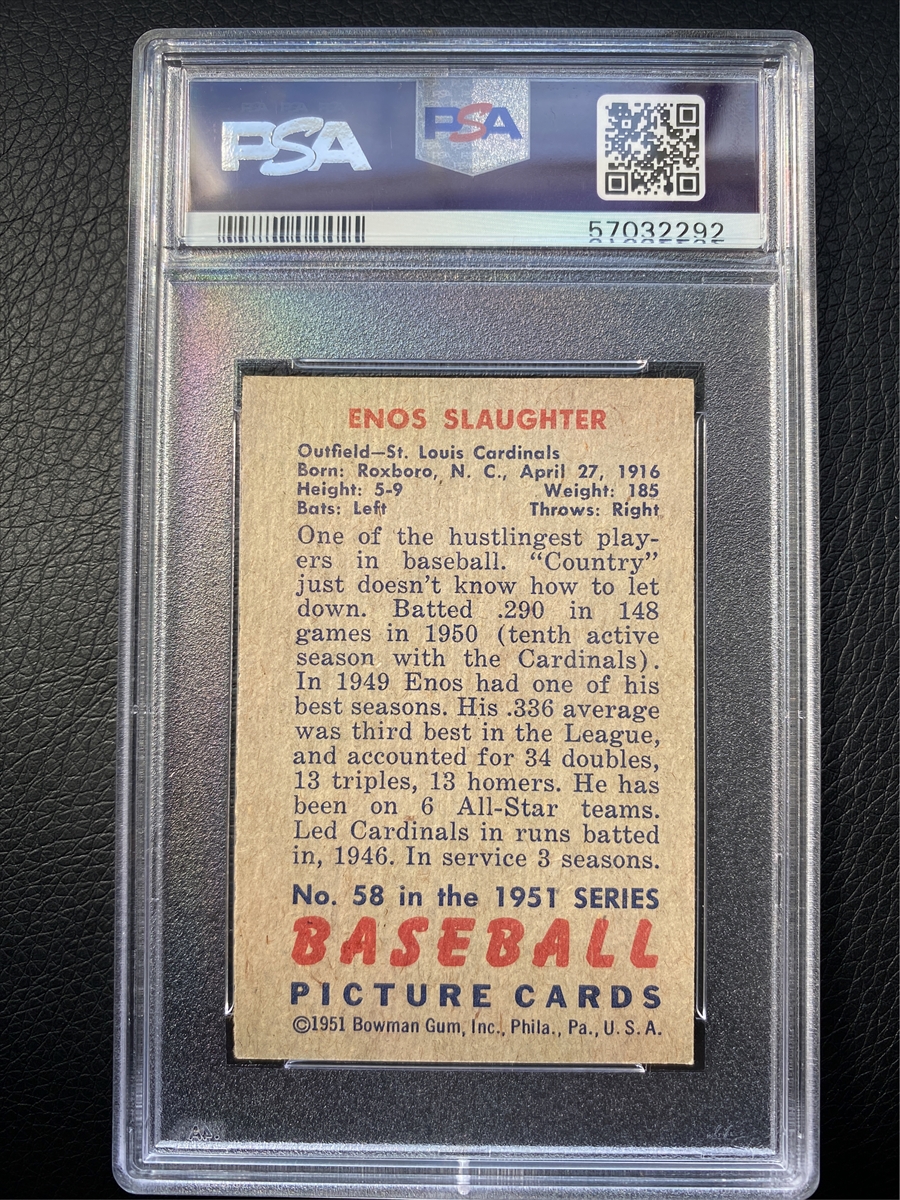 PSA
PSA
57032292
ENOS SLAUGHTER
Outfield—St. Louis Cardinals
Born: Roxboro, N. C., April 27, 1916
Height: 5-9 Weight: 185
Bats: Left Throws: Right
One of the hustlingest play-
ers in baseball. “Country”
just doesn’t know how to let
down. Batted .290 in 148
games in 1950 (tenth active
season with the Cardinals).
In 1949 Enos had one of his
best seasons. His .336 average
was third best in the League,
and accounted for 34 doubles,
13 triples, 13 homers. He has
been on 6 All-Star teams.
Led Cardinals in runs batted
in, 1946. In service 3 seasons.
No. 58 in the 1951 SERIES
BASEBALL
PICTURE CARDS
©1951 Bowman Gum, Inc., Phila., Pa., U. S. A.